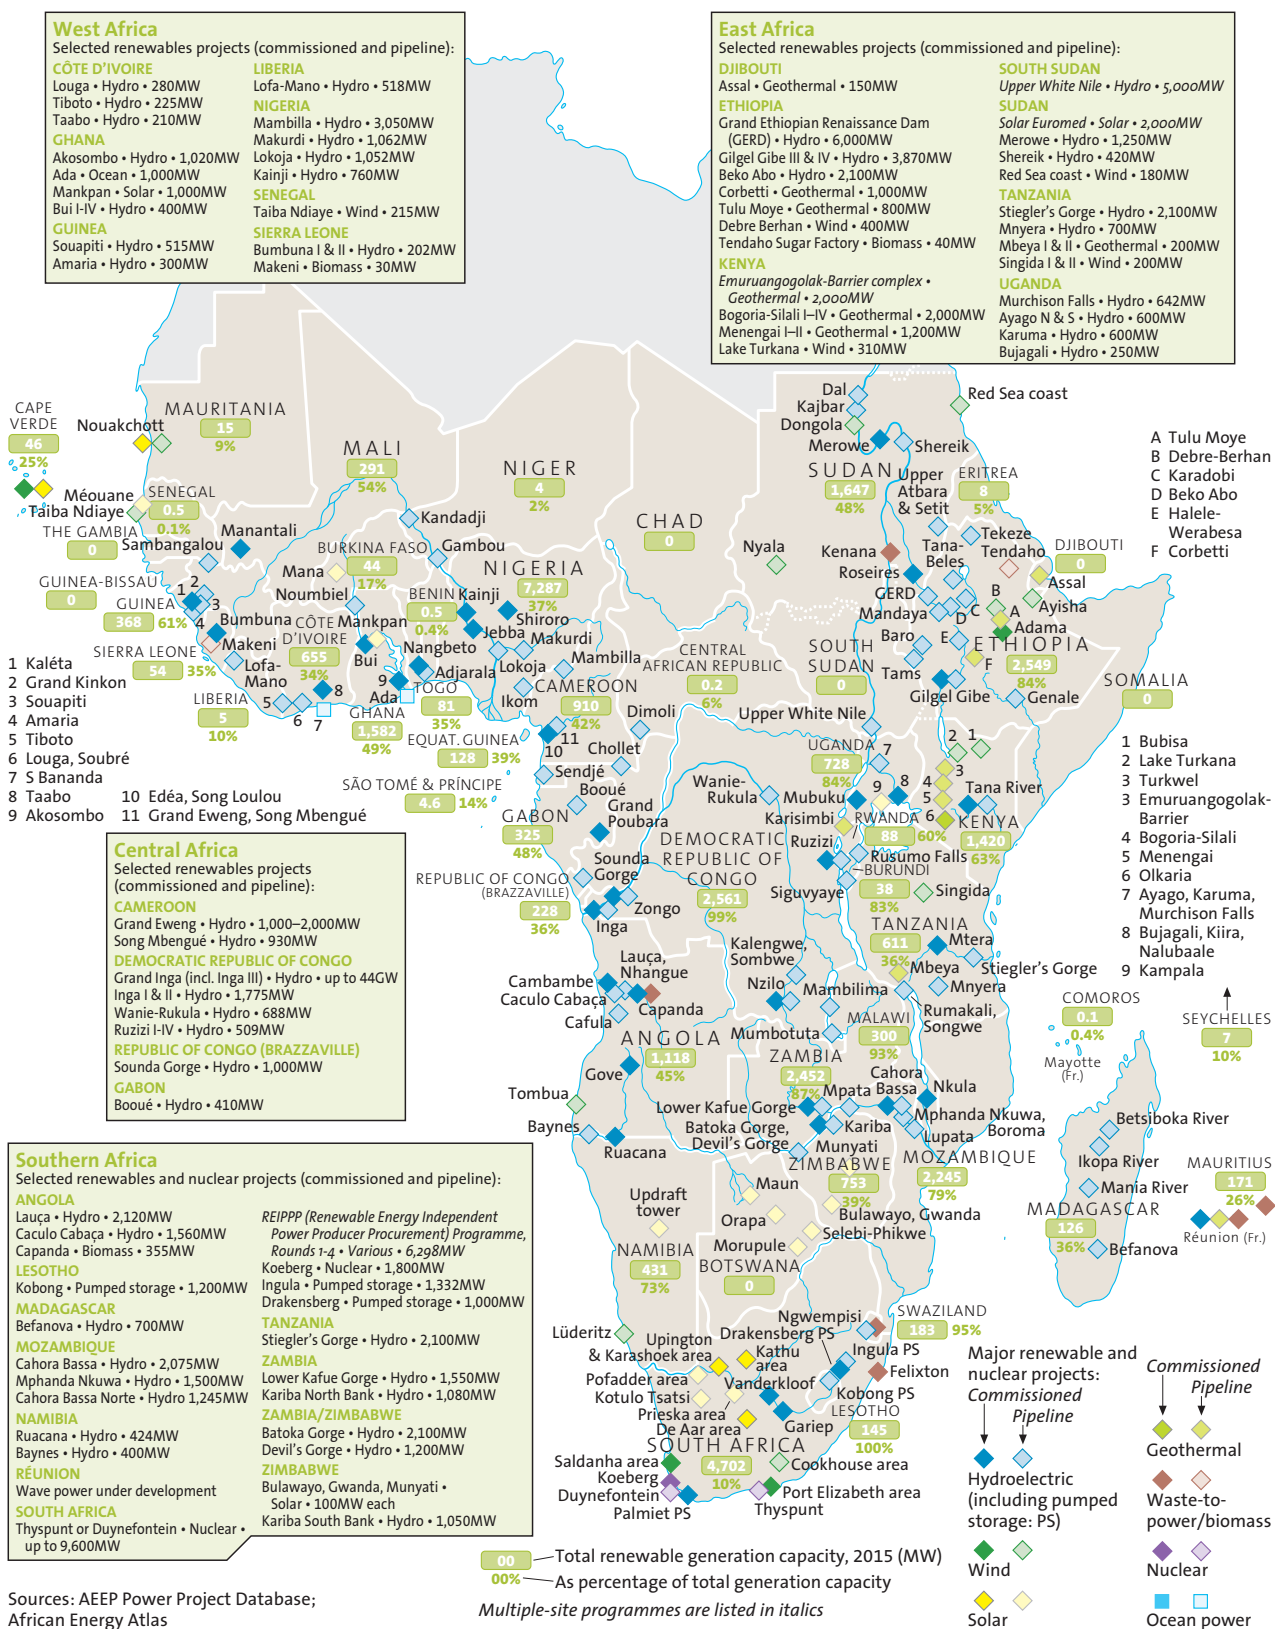 West Africa
Selected renewables projects (commissioned and pipeline):
CÔTE D'IVOIRE
Louga • Hydro • 280MW
Tiboto • Hydro • 225MW
Taabo • Hydro • 210MW
GHANA
Akosombo • Hydro • 1,020MW
Ada • Ocean • 1,000MW
Mankpan • Solar • 1,000MW
Bui I-IV • Hydro • 400MW
GUINEA
Souapiti • Hydro • 515MW
Amaria • Hydro • 300MW
LIBERIA
Lofa-Mano • Hydro • 518MW
NIGERIA
Mambilla • Hydro • 3,050MW
Makurdi • Hydro • 1,062MW
Lokoja • Hydro • 1,052MW
Kainji • Hydro • 760MW
SENEGAL
Taiba Ndiaye • Wind • 215MW
SIERRA LEONE
Bumbuna I & II • Hydro • 202MW
Makeni • Biomass • 30MW
East Africa
Selected renewables projects (commissioned and pipeline):
DJIBOUTI
Assal • Geothermal • 150MW
ETHIOPIA
Grand Ethiopian Renaissance Dam
(GERD) • Hydro • 6,000MW
Gilgel Gibe III & IV • Hydro • 3,870MW
Beko Abo • Hydro • 2,100MW
Corbetti • Geothermal • 1,000MW
Tulu Moye • Geothermal • 800MW
Debre Berhan • Wind • 400MW
Tendaho Sugar Factory • Biomass • 40MW
KENYA
Emuruangogolak-Barrier complex •
Geothermal • 2,000MW
Bogoria-Silali I–IV • Geothermal • 2,000MW
Menengai I–II • Geothermal • 1,200MW
Lake Turkana • Wind • 310MW
SOUTH SUDAN
Upper White Nile • Hydro • 5,000MW
SUDAN
Solar Euromed • Solar • 2,000MW
Merowe • Hydro • 1,250MW
Shereik • Hydro • 420MW
Red Sea coast • Wind • 180MW
TANZANIA
Stiegler's Gorge • Hydro • 2,100MW
Mnyera • Hydro • 700MW
Mbeya I & II • Geothermal • 200MW
Singida I & II • Wind • 200MW
UGANDA
Murchison Falls • Hydro • 642MW
Ayago N & S • Hydro • 600MW
Karuma • Hydro • 600MW
Bujagali • Hydro • 250MW
CAPE
VERDE
46
25%
Nouakchott
MAURITANIA
15
9%
Méouane
Taiba Ndiaye
SENEGAL
0.5
0.1%
THE GAMBIA
0
Sambangalou
Manantali
MALI
291
54%
NIGER
4
2%
CHAD
0
Kandadji
Gambou
BURKINA FASO
44
17%
Mana
Noumbiel
GUINEA-BISSAU
0
GUINEA
368 61%
1
2
3
4
Bumbuna
Makeni
SIERRA LEONE
54 35%
Lofa-
Mano
LIBERIA
5
10%
CÔTE
D'IVOIRE
655
34%
5
6
7
8
Mankpan
Bui
9
Ada
GHANA
1,582
49%
BENIN
0.5
0.4%
Kainji
Jebba
Nangbeto
Adjarala
TOGO
81
35%
NIGERIA
7,287
37%
Shiroro
Makurdi
Lokoja
Mambilla
Ikom
CAMEROON
910
42%
10
11
EQUAT. GUINEA
128 39%
SÃO TOMÉ & PRÍNCIPE
4.6 14%
Dimoli
Chollet
Sendjé
CENTRAL
AFRICAN REPUBLIC
0.2
6%
Nyala
Dal
Kajbar
Dongola
Merowe
Shereik
Red Sea coast
SUDAN
1,647
48%
Upper
Atbara
& Setit
ERITREA
8
5%
Kenana
Roseires
Tana-
Beles
Tekeze
Tendaho
DJIBOUTI
0
Assal
Ayisha
GERD
Mandaya
B
C
A
D
E
F
Adama
Baro
Tams
ETHIOPIA
2,549
84%
Gilgel Gibe
Genale
SOUTH
SUDAN
0
SOMALIA
0
Upper White Nile
A Tulu Moye
B Debre-Berhan
C Karadobi
D Beko Abo
E Halele-
Werabesa
F Corbetti
1 Kaléta
2 Grand Kinkon
3 Souapiti
4 Amaria
5 Tiboto
6 Louga, Soubré
7 S Bananda
8 Taabo
9 Akosombo
10 Edéa, Song Loulou
11 Grand Eweng, Song Mbengué
1 Bubisa
2 Lake Turkana
3 Turkwel
3 Emuruangogolak-
Barrier
4 Bogoria-Silali
5 Menengai
6 Olkaria
7 Ayago, Karuma,
Murchison Falls
8 Bujagali, Kiira,
Nalubaale
9 Kampala
UGANDA
728
84%
7
8
9
2
1
3
4
5
6
Tana River
KENYA
1,420
63%
Wanie-
Rukula
Mubuku
Karisimbi
RWANDA
88 60%
Ruzizi
Rusumo Falls
BURUNDI
38
83%
Siguvyaye
Singida
Booué
Grand
Poubara
GABON
325
48%
Sounda
Gorge
REPUBLIC OF CONGO
(BRAZZAVILLE)
228
36%
Zongo
Inga
DEMOCRATIC
REPUBLIC OF
CONGO
2,561
99%
TANZANIA
611
36%
Mtera
Stiegler's Gorge
Mbeya
Mnyera
Rumakali,
Songwe
Kalengwe,
Sombwe
Nzilo
Mambilima
Mumbotuta
Lauça,
Nhangue
Cambambe
Caculo Cabaça
Cafula
Capanda
ANGOLA
1,118
45%
Gove
MALAWI
300
93%
ZAMBIA
2,452
87%
COMOROS
0.1
0.4%
Mayotte
(Fr.)
SEYCHELLES
7
10%
Tombua
Baynes
Ruacana
Mpata
Cahora
Bassa
Nkula
Lower Kafue Gorge
Batoka Gorge,
Devil's Gorge
Kariba
Munyati
Mphanda Nkuwa,
Boroma
Lupata
ZIMBABWE
753
39%
MOZAMBIQUE
2,245
79%
Bulawayo, Gwanda
Selebi-Phikwe
Updraft
tower
NAMIBIA
431
73%
Maun
Orapa
Morupule
BOTSWANA
0
Betsiboka River
Ikopa River
Mania River
MADAGASCAR
126
36%
Befanova
MAURITIUS
171
26%
Réunion (Fr.)
Ngwempisi
SWAZILAND
183 95%
Lüderitz
Upington
& Karashoek area
Drakensberg PS
Kathu
area
Ingula PS
Felixton
Pofadder area
Kotulo Tsatsi
Vanderkloof
Kobong PS
Prieska area
De Aar area
Gariep
LESOTHO
145
100%
SOUTH AFRICA
4,702
10%
Saldanha area
Koeberg
Duynefontein
Palmiet PS
Cookhouse area
Port Elizabeth area
Thyspunt
Central Africa
Selected renewables projects
(commissioned and pipeline):
CAMEROON
Grand Eweng • Hydro • 1,000–2,000MW
Song Mbengué • Hydro • 930MW
DEMOCRATIC REPUBLIC OF CONGO
Grand Inga (incl. Inga III) • Hydro • up to 44GW
Inga I & II • Hydro • 1,775MW
Wanie-Rukula • Hydro • 688MW
Ruzizi I-IV • Hydro • 509MW
REPUBLIC OF CONGO (BRAZZAVILLE)
Sounda Gorge • Hydro • 1,000MW
GABON
Booué • Hydro • 410MW
Southern Africa
Selected renewables and nuclear projects (commissioned and pipeline):
ANGOLA
Lauça • Hydro • 2,120MW
Caculo Cabaça • Hydro • 1,560MW
Capanda • Biomass • 355MW
LESOTHO
Kobong • Pumped storage • 1,200MW
MADAGASCAR
Befanova • Hydro • 700MW
MOZAMBIQUE
Cahora Bassa • Hydro • 2,075MW
Mphanda Nkuwa • Hydro • 1,500MW
Cahora Bassa Norte • Hydro 1,245MW
NAMIBIA
Ruacana • Hydro • 424MW
Baynes • Hydro • 400MW
RÉUNION
Wave power under development
SOUTH AFRICA
Thyspunt or Duynefontein • Nuclear •
up to 9,600MW
REIPPP (Renewable Energy Independent
Power Producer Procurement) Programme,
Rounds 1-4 • Various • 6,298MW
Koeberg • Nuclear • 1,800MW
Ingula • Pumped storage • 1,332MW
Drakensberg • Pumped storage • 1,000MW
TANZANIA
Stiegler's Gorge • Hydro • 2,100MW
ZAMBIA
Lower Kafue Gorge • Hydro • 1,550MW
Kariba North Bank • Hydro • 1,080MW
ZAMBIA/ZIMBABWE
Batoka Gorge • Hydro • 2,100MW
Devil's Gorge • Hydro • 1,200MW
ZIMBABWE
Bulawayo, Gwanda, Munyati •
Solar • 100MW each
Kariba South Bank • Hydro • 1,050MW
Major renewable and
nuclear projects:
Commissioned
Pipeline
Hydroelectric
(including pumped
storage: PS)
Wind
Solar
Commissioned
Pipeline
Geothermal
Waste-to-
power/biomass
Nuclear
Ocean power
00 Total renewable generation capacity, 2015 (MW)
00% As percentage of total generation capacity
Multiple-site programmes are listed in italics
Sources: AEEP Power Project Database;
African Energy Atlas